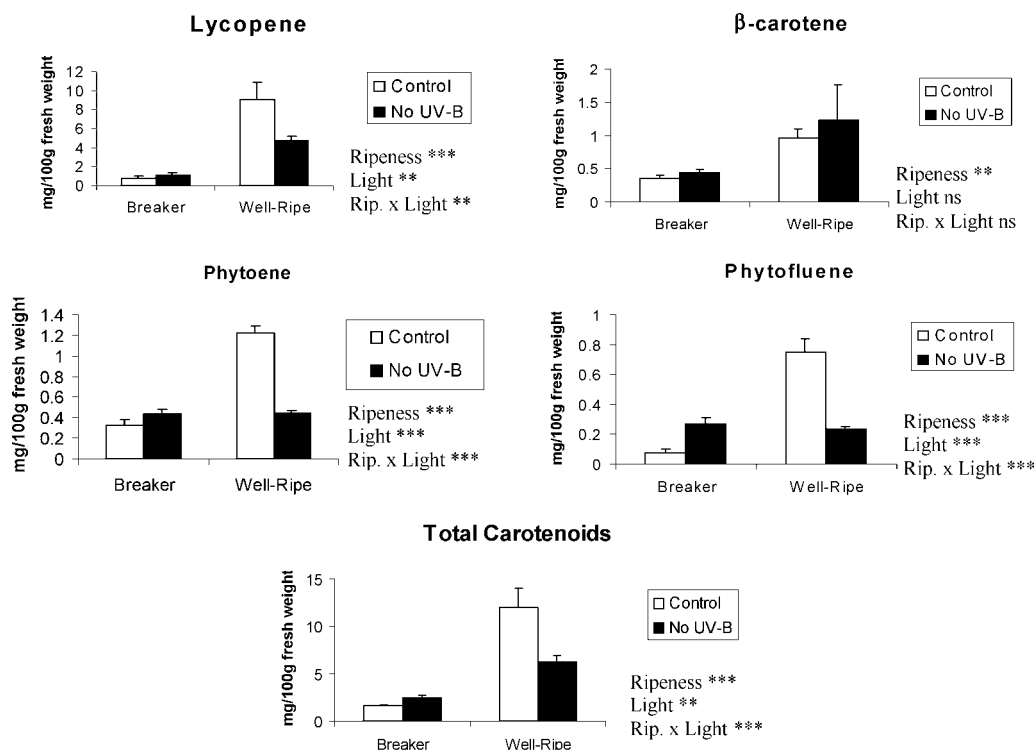 Lycopene
mg/100g fresh weight
12
10
8
6
4
2
0
Breaker
Well-Ripe
Control
No UV-B
Ripeness ***
Light **
Rip. x Light **
β-carotene
mg/100g fresh weight
2
1.5
1
0.5
0
Breaker
Well-Ripe
Control
No UV-B
Ripeness **
Light ns
Rip. x Light ns
Phytoene
mg/100g fresh weight
1.4
1.2
1
0.8
0.6
0.4
0.2
0
Breaker
Well-Ripe
Control
No UV-B
Ripeness ***
Light ***
Rip. x Light ***
Phytofluene
mg/100g fresh weight
1
0.8
0.6
0.4
0.2
0
Breaker
Well-Ripe
Control
No UV-B
Ripeness ***
Light ***
Rip. x Light ***
Total Carotenoids
mg/100g fresh weight
15
10
5
0
Breaker
Well-Ripe
Control
No UV-B
Ripeness ***
Light **
Rip. x Light ***